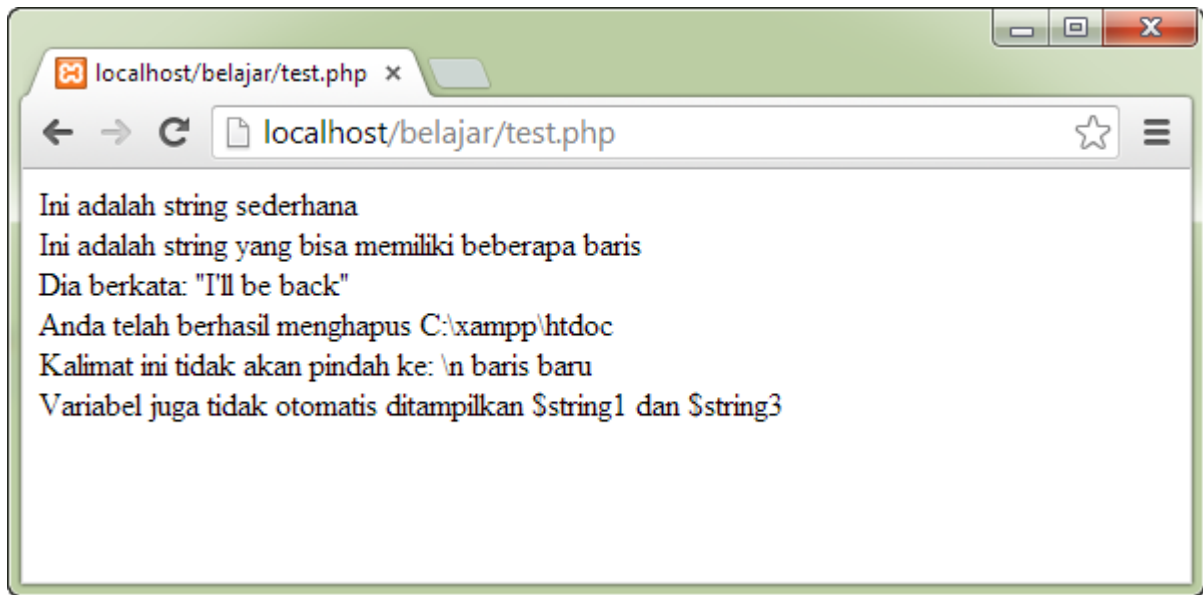 localhost/belajar/test.php
localhost/belajar/test.php
Ini adalah string sederhana
Ini adalah string yang bisa memiliki beberapa baris
Dia berkata: "I'll be back"
Anda telah berhasil menghapus C:\xampp\htdoc
Kalimat ini tidak akan pindah ke: \n baris baru
Variabel juga tidak otomatis ditampilkan $string1 dan $string3